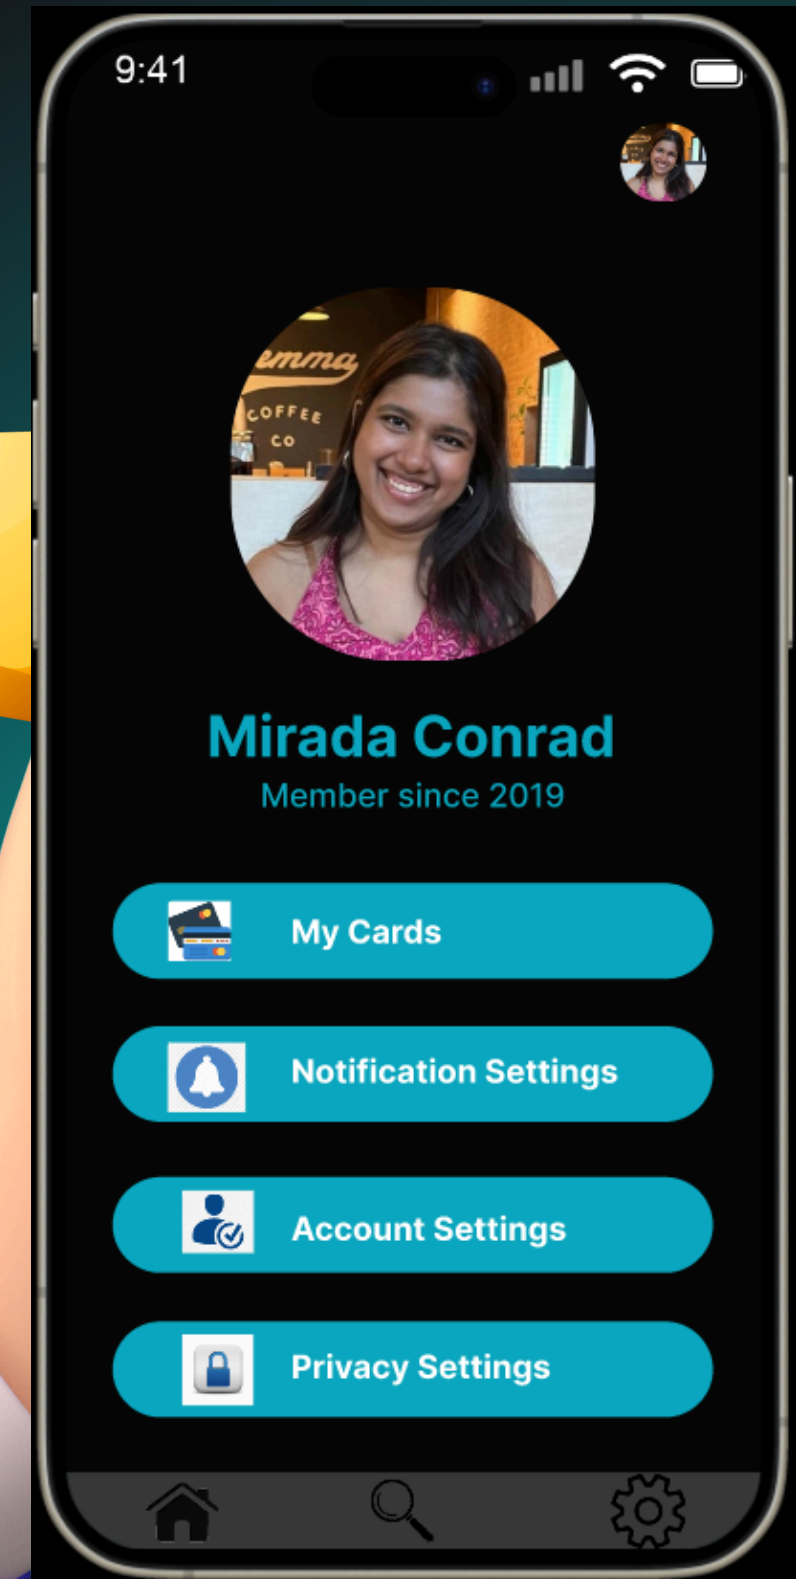 9:41
emma
COFFEE
CO
Mirada Conrad
Member since 2019
My Cards
Notification Settings
Account Settings
Privacy Settings